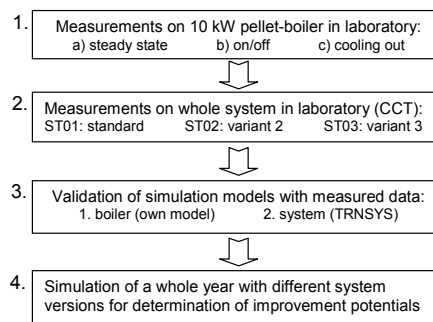 1. Measurements on 10 kW pellet-boiler in laboratory:
a) steady state b) on/off c) cooling out
2. Measurements on whole system in laboratory (CCT):
ST01: standard ST02: variant 2 ST03: variant 3
3. Validation of simulation models with measured data:
1. boiler (own model) 2. system (TRNSYS)
4. Simulation of a whole year with different system
versions for determination of improvement potentials